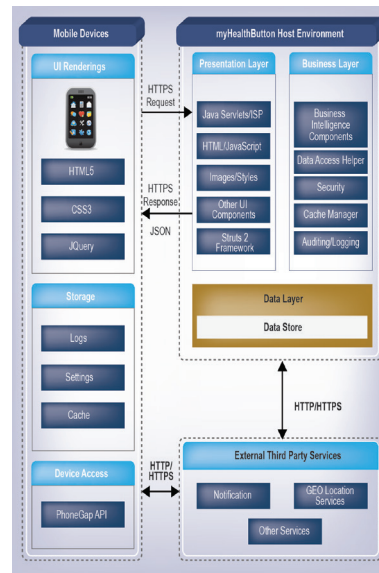 Mobile Devices
UI Renderings
HTML5
CSS3
JQuery
Storage
Logs
Settings
Cache
Device Access
PhoneGap API
HTTPS
Request
HTTPS
Response
JSON
HTTP/
HTTPS
myHealthButton Host Environment
Presentation Layer
Java Servlets/JSP
HTML/JavaScript
Images/Styles
Other UI
Components
Struts 2
Framework
Business Layer
Business
Intelligence
Components
Data Access Helper
Security
Cache Manager
Auditing/Logging
Data Layer
Data Store
HTTP/HTTPS
External Third Party Services
Notification
GEO Location
Services
Other Services